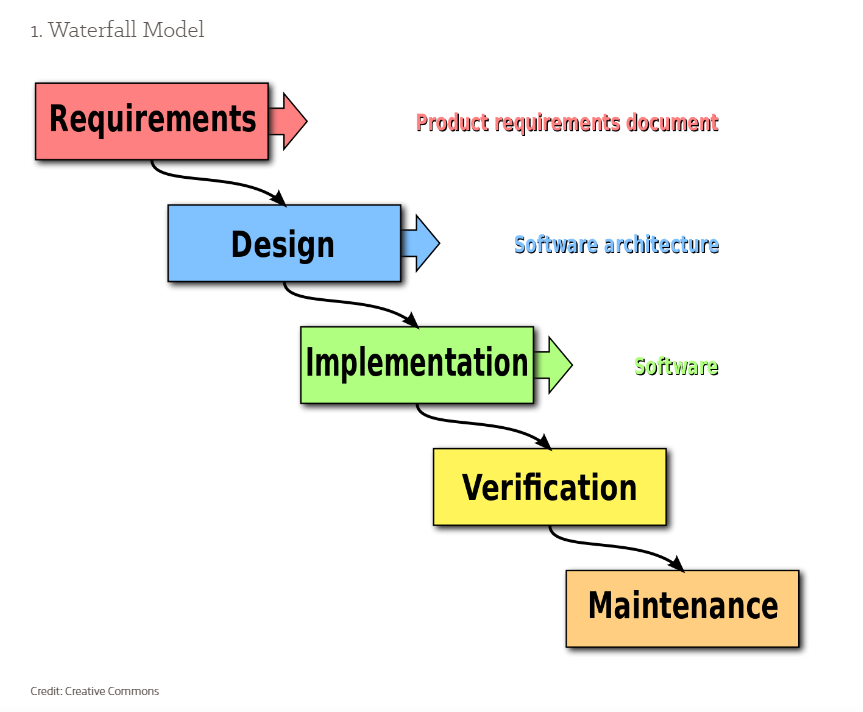 1. Waterfall Model
Requirements
Product requirements document
Design
Software architecture
Implementation
Software
Verification
Maintenance
Credit: Creative Commons